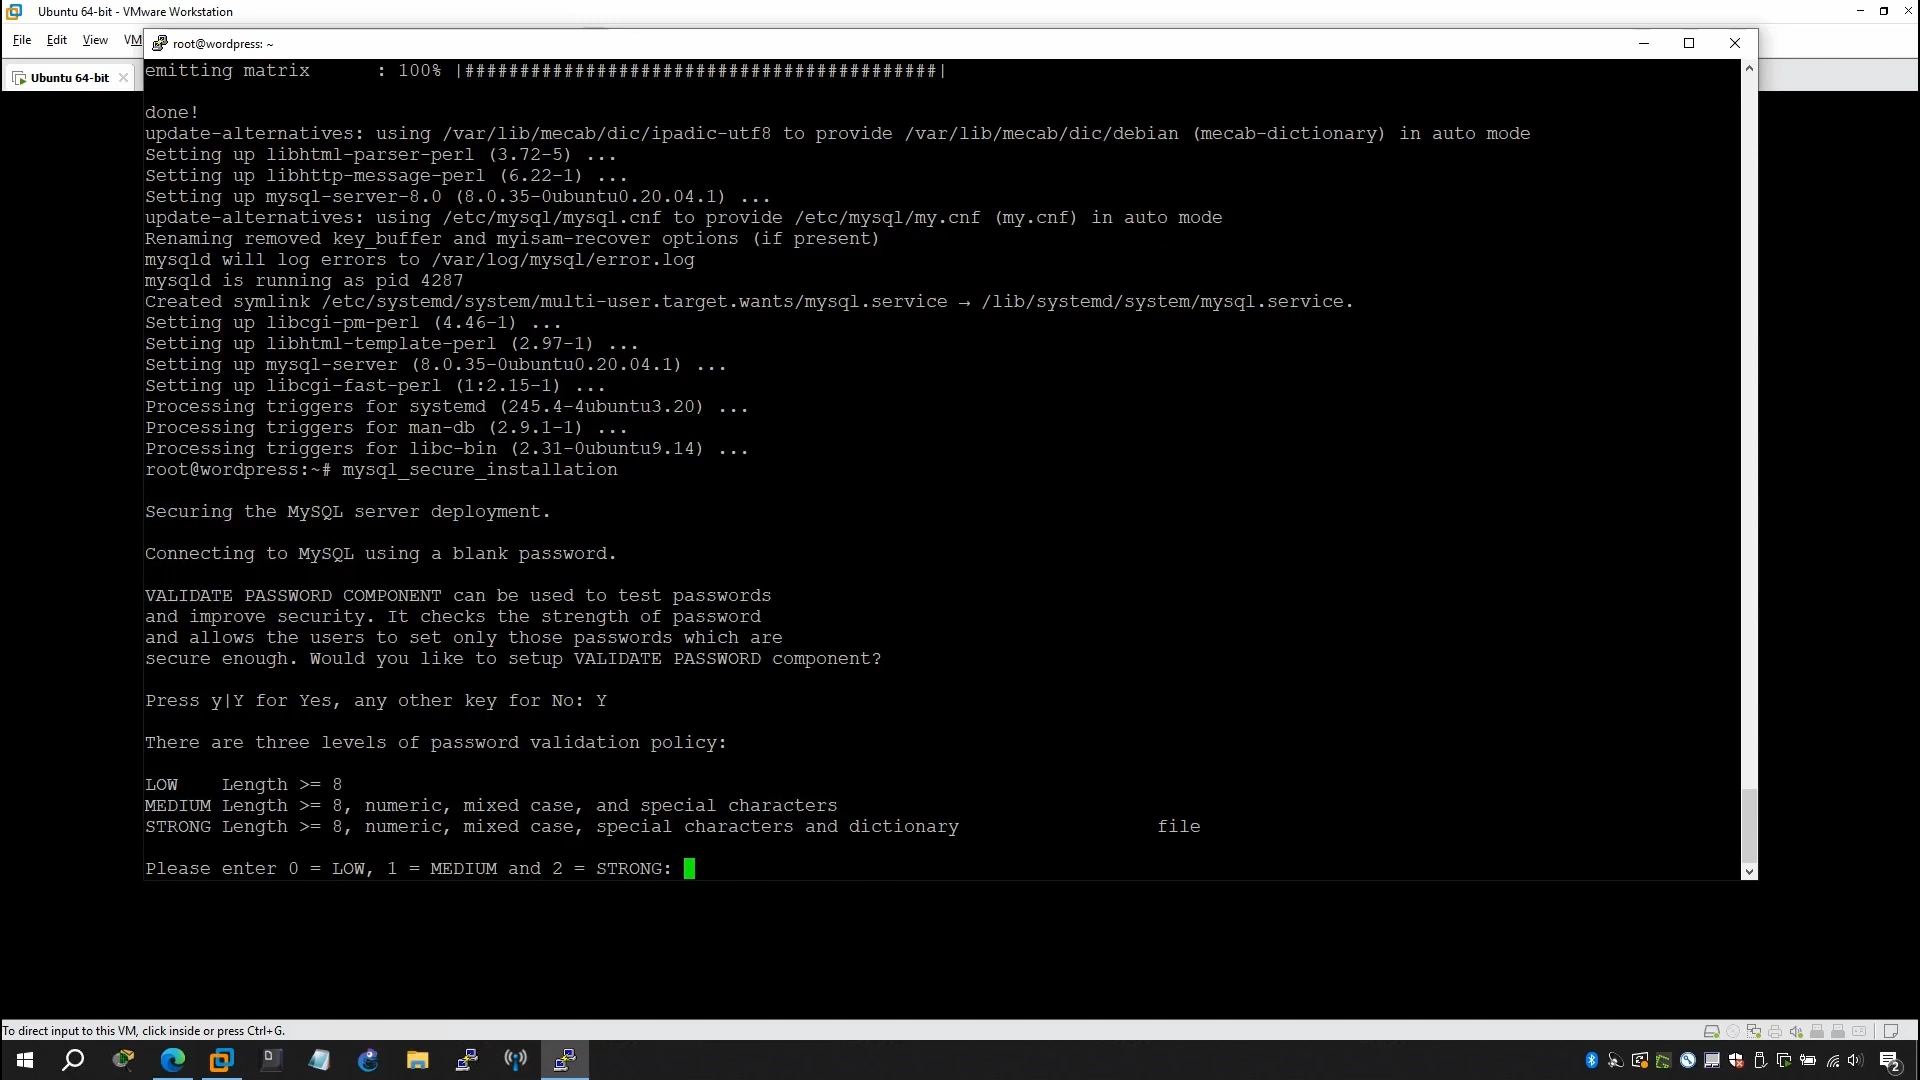 Ubuntu 64-bit - VMware Workstation
File Edit View VM
root@wordpress: ~
Ubuntu 64-bit
emitting matrix      : 100% |###########################################|
done!
update-alternatives: using /var/lib/mecab/dic/ipadic-utf8 to provide /var/lib/mecab/dic/debian (mecab-dictionary) in auto mode
Setting up libhtml-parser-perl (3.72-5) ...
Setting up libhttp-message-perl (6.22-1) ...
Setting up mysql-server-8.0 (8.0.35-0ubuntu0.20.04.1) ...
update-alternatives: using /etc/mysql/mysql.cnf to provide /etc/mysql/my.cnf (my.cnf) in auto mode
Renaming removed key_buffer and myisam-recover options (if present)
mysqld will log errors to /var/log/mysql/error.log
mysqld is running as pid 4287
Created symlink /etc/systemd/system/multi-user.target.wants/mysql.service → /lib/systemd/system/mysql.service.
Setting up libcgi-pm-perl (4.46-1) ...
Setting up libhtml-template-perl (2.97-1) ...
Setting up mysql-server (8.0.35-0ubuntu0.20.04.1) ...
Setting up libcgi-fast-perl (1:2.15-1) ...
Processing triggers for systemd (245.4-4ubuntu3.20) ...
Processing triggers for man-db (2.9.1-1) ...
Processing triggers for libc-bin (2.31-0ubuntu9.14) ...
root@wordpress:~# mysql_secure_installation
Securing the MySQL server deployment.
Connecting to MySQL using a blank password.
VALIDATE PASSWORD COMPONENT can be used to test passwords
and improve security. It checks the strength of password
and allows the users to set only those passwords which are
secure enough. Would you like to setup VALIDATE PASSWORD component?
Press y|Y for Yes, any other key for No: Y
There are three levels of password validation policy:
LOW    Length >= 8
MEDIUM Length >= 8, numeric, mixed case, and special characters
STRONG Length >= 8, numeric, mixed case, special characters and dictionary                  file
Please enter 0 = LOW, 1 = MEDIUM and 2 = STRONG:
To direct input to this VM, click inside or press Ctrl+G.
2